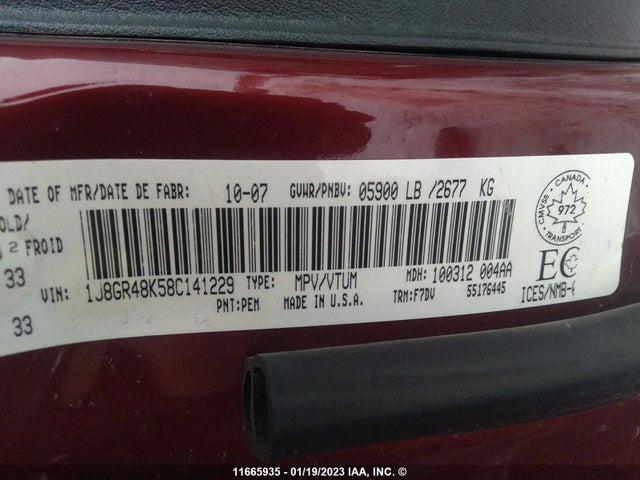 DATE OF MFR/DATE DE FABR: 10-07 GVWR/PNBV: 05900 LB /2677 KG
OLD/
2 FROID
33
VIN: 1J8GR48K58C141229 TYPE: MPV/VTUM MDH: 100312 004AA
PNT:PEM MADE IN U.S.A. TRM:F7DV 55176445
33
CANADA
CMVSS 972 NSVAC
TRANSPORT
EC
ICES/NMB-
11665935 - 01/19/2023 IAA, INC. ©